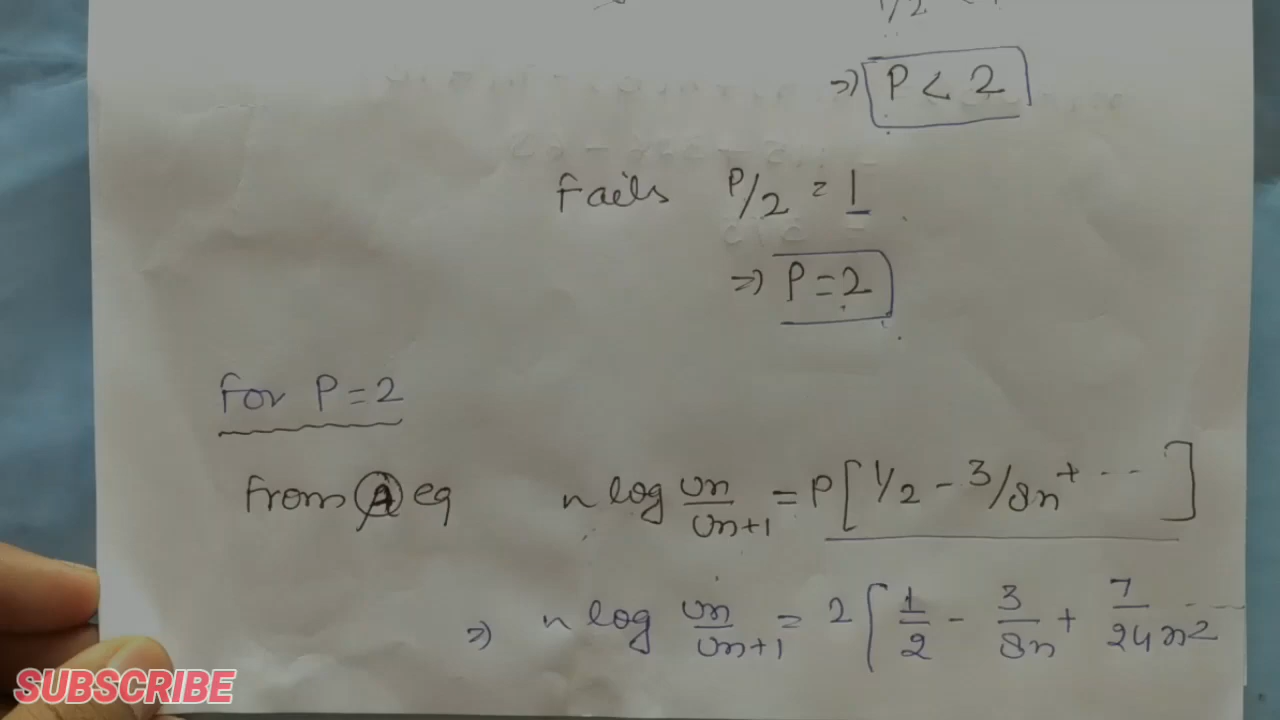 ⇒ P < 2
Fails P/2 = 1
⇒ P = 2
For P = 2
From Ⓐ eq n log Un/Un+1 = P[1/2 - 3/8n + ... ]
⇒ n log Un/Un+1 = 2[1/2 - 3/8n + 7/24n2 ...
SUBSCRIBE